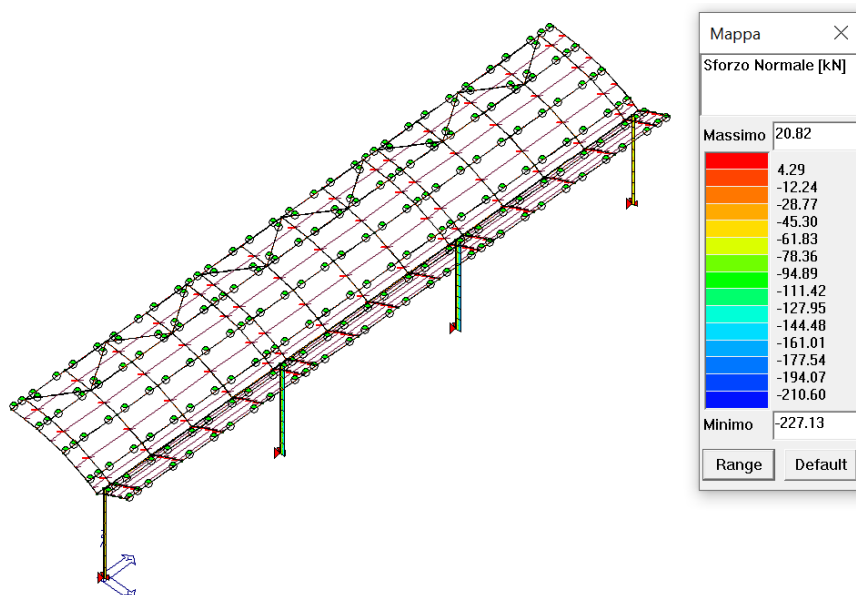 Mappa
Sforzo Normale [kN]
Massimo 20.82
4.29
-12.24
-28.77
-45.30
-61.83
-78.36
-94.89
-111.42
-127.95
-144.48
-161.01
-177.54
-194.07
-210.60
Minimo -227.13
Range Default